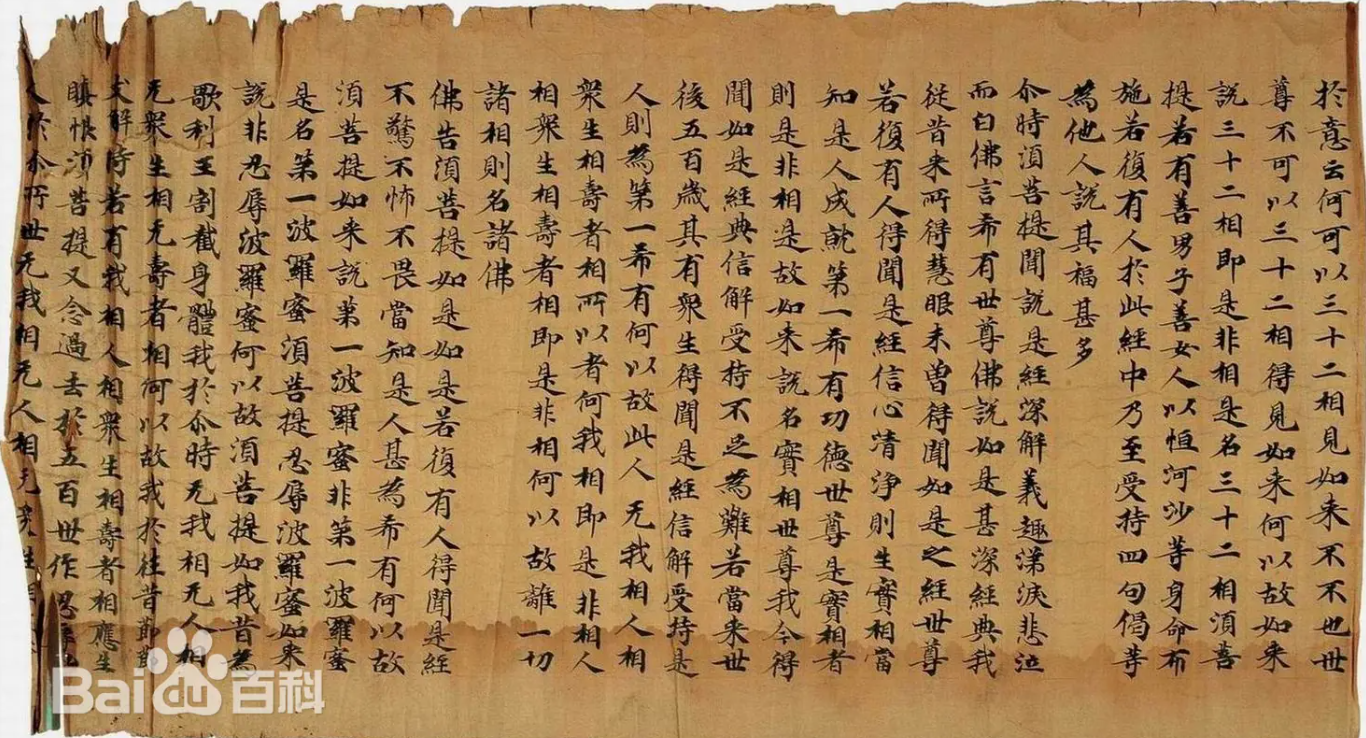 於意云何可以三十二相見如来不不也世
尊不可以三十二相得見如来何以故如来
說三十二相即是非相是名三十二相須菩
提若有善男子善女人以恒河沙等身命布
施若復有人於此經中乃至受持四句偈等
為他人說其福甚多
尒時須菩提聞說是經深解義趣涕淚悲泣
而白佛言希有世尊佛說如是甚深經典我
從昔来所得慧眼未曽得聞如是之經世尊
若復有人得聞是經信心清淨則生實相當
知是人成就第一希有功德世尊是實相者
則是非相是故如来說名實相世尊我今得
聞如是經典信解受持不足為難若當来世
後五百歲其有衆生得聞是經信解受持是
人則為第一希有何以故此人无我相人相
衆生相壽者相所以者何我相即是非相人
相衆生相壽者相即是非相何以故離一切
諸相則名諸佛
佛告須菩提如是如是若復有人得聞是經
不驚不怖不畏當知是人甚為希有何以故
須菩提如来說第一波羅蜜非第一波羅蜜
是名第一波羅蜜須菩提忍辱波羅蜜如来
說非忍辱波羅蜜何以故須菩提如我昔為
歌利王割截身體我於尒時无我相无人相
无衆生相无壽者相何以故我於往昔節節
支解時若有我相人相衆生相壽者相應生
瞋恨須菩提又念過去於五百世作忍
人於尒所世无我相无人相无衆生
Bai百科